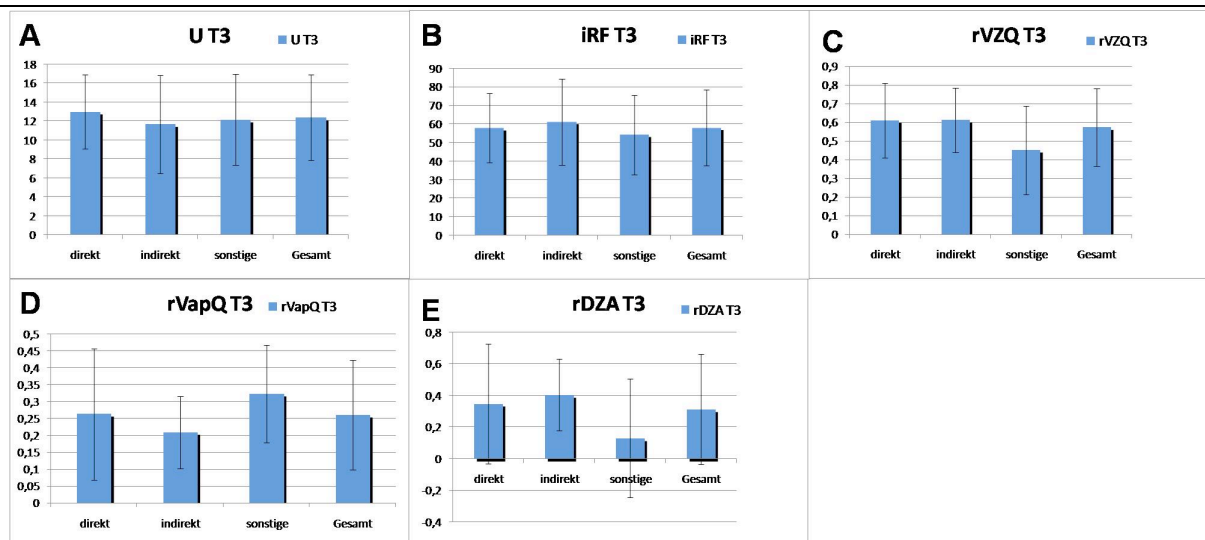 A
U T3
U T3
18
16
14
12
10
8
6
4
2
0
direkt
indirekt
sonstige
Gesamt
B
iRF T3
iRF T3
90
80
70
60
50
40
30
20
10
0
direkt
indirekt
sonstige
Gesamt
C
rVZQ T3
rVZQ T3
0,9
0,8
0,7
0,6
0,5
0,4
0,3
0,2
0,1
0
direkt
indirekt
sonstige
Gesamt
D
rVapQ T3
rVapQ T3
0,5
0,45
0,4
0,35
0,3
0,25
0,2
0,15
0,1
0,05
0
direkt
indirekt
sonstige
Gesamt
E
rDZA T3
rDZA T3
0,8
0,6
0,4
0,2
0
-0,2
-0,4
direkt
indirekt
sonstige
Gesamt